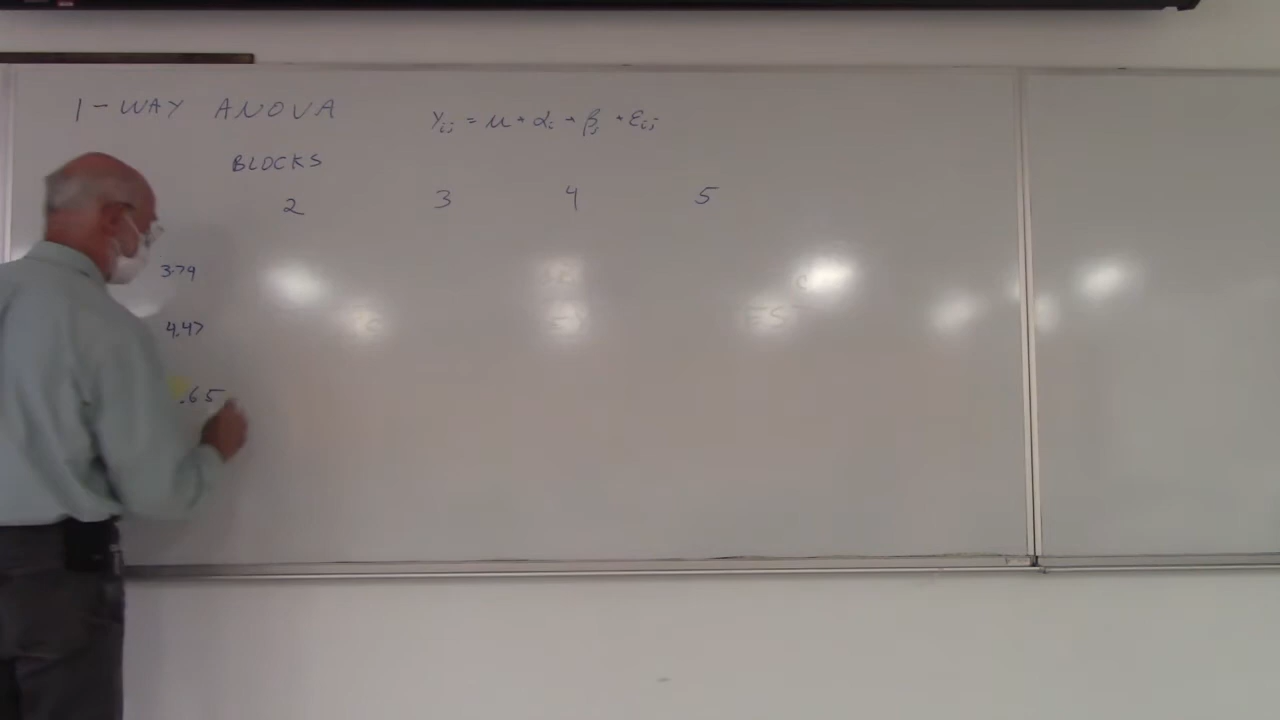 1-WAY ANOVA
Yij = μ + αi + βj + εij
BLOCKS
2 3 4 5
3.79
4.47
.65